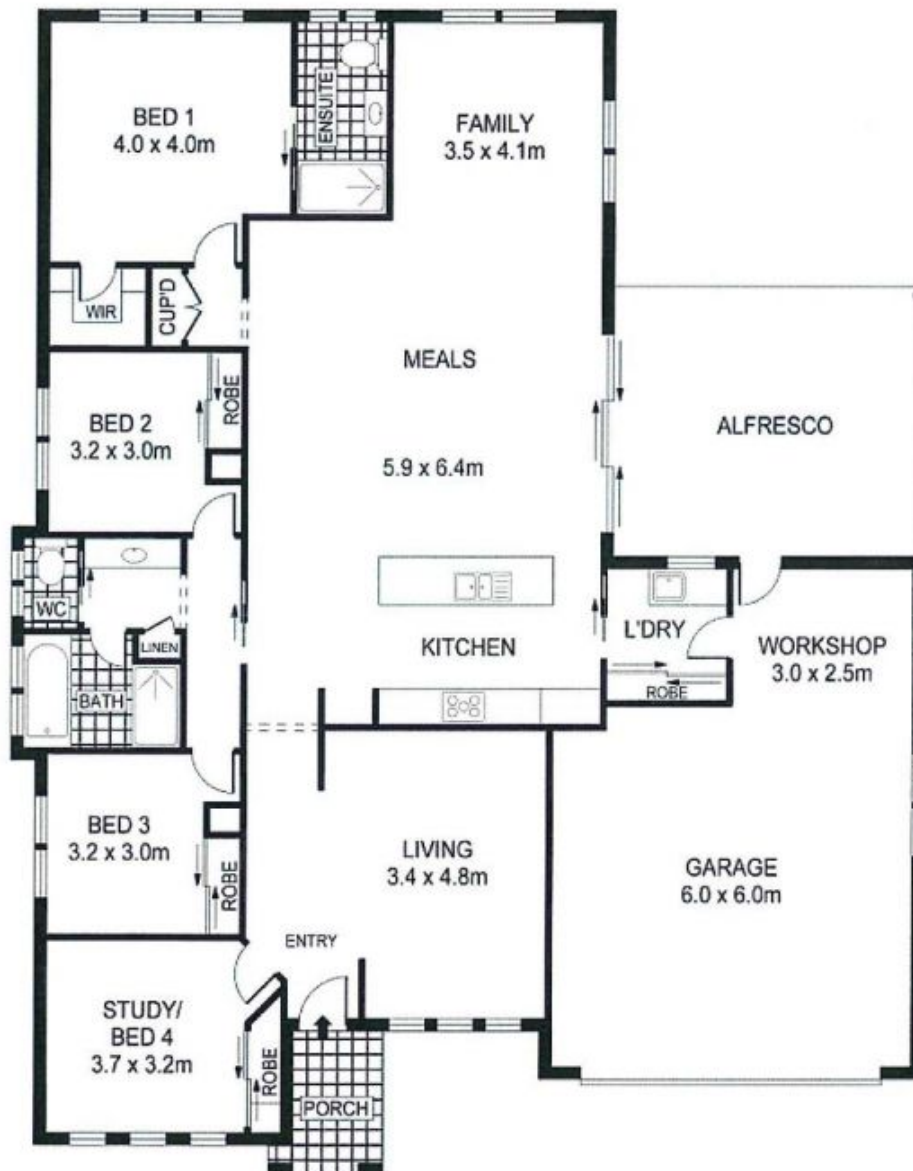 BED 1
4.0 x 4.0m
ENSUITE
FAMILY
3.5 x 4.1m
WIR
CUP'D
MEALS
5.9 x 6.4m
BED 2
3.2 x 3.0m
ROBE
ALFRESCO
WC
LINEN
BATH
KITCHEN
L'DRY
ROBE
WORKSHOP
3.0 x 2.5m
BED 3
3.2 x 3.0m
ROBE
LIVING
3.4 x 4.8m
GARAGE
6.0 x 6.0m
ENTRY
STUDY/
BED 4
3.7 x 3.2m
ROBE
PORCH